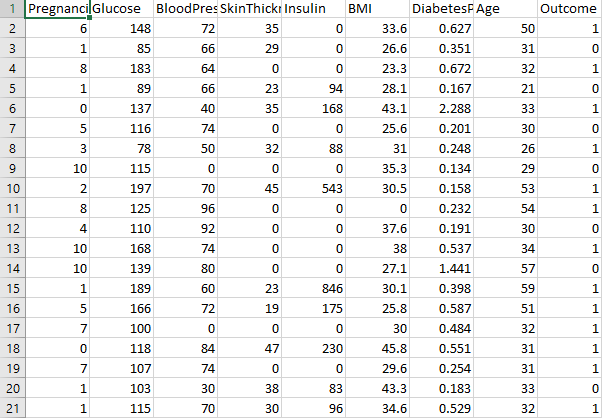 1 Pregnanci Glucose BloodPres SkinThickr Insulin BMI DiabetesP Age Outcome
2 6 148 72 35 0 33.6 0.627 50 1
3 1 85 66 29 0 26.6 0.351 31 0
4 8 183 64 0 0 23.3 0.672 32 1
5 1 89 66 23 94 28.1 0.167 21 0
6 0 137 40 35 168 43.1 2.288 33 1
7 5 116 74 0 0 25.6 0.201 30 0
8 3 78 50 32 88 31 0.248 26 1
9 10 115 0 0 0 35.3 0.134 29 0
10 2 197 70 45 543 30.5 0.158 53 1
11 8 125 96 0 0 0 0.232 54 1
12 4 110 92 0 0 37.6 0.191 30 0
13 10 168 74 0 0 38 0.537 34 1
14 10 139 80 0 0 27.1 1.441 57 0
15 1 189 60 23 846 30.1 0.398 59 1
16 5 166 72 19 175 25.8 0.587 51 1
17 7 100 0 0 0 30 0.484 32 1
18 0 118 84 47 230 45.8 0.551 31 1
19 7 107 74 0 0 29.6 0.254 31 1
20 1 103 30 38 83 43.3 0.183 33 0
21 1 115 70 30 96 34.6 0.529 32 1